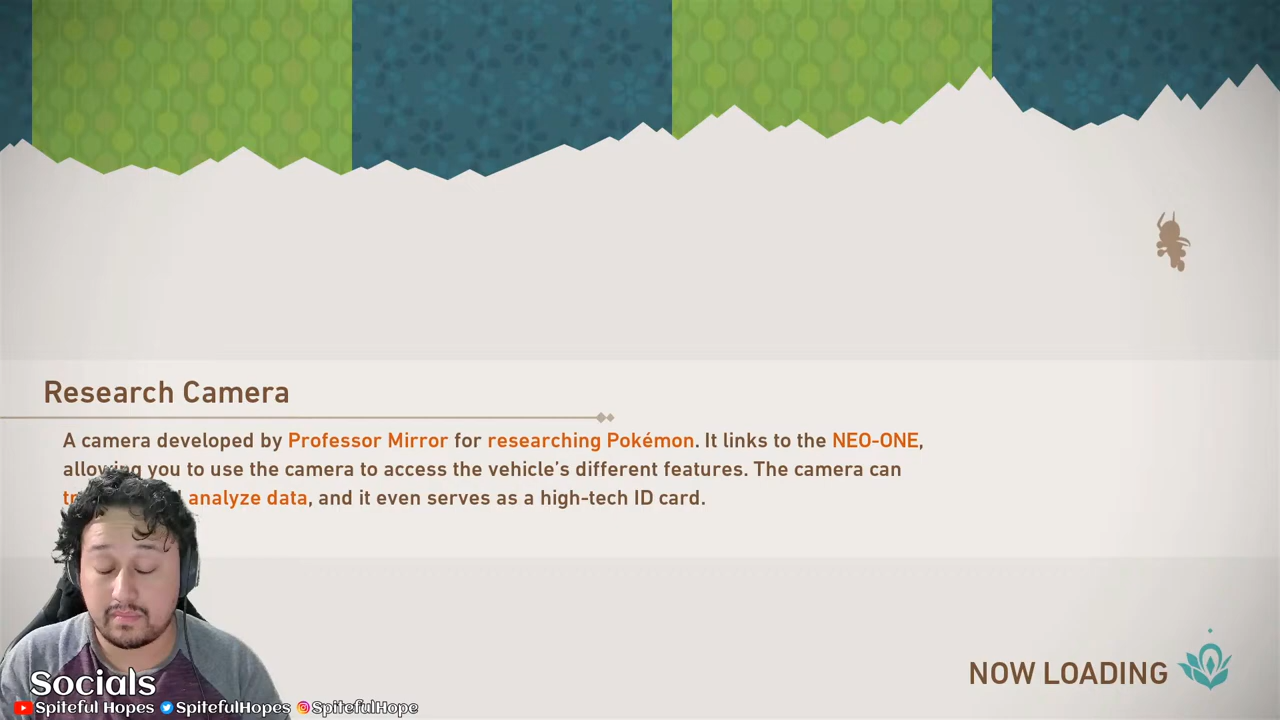 Research Camera
A camera developed by Professor Mirror for researching Pokémon. It links to the NEO-ONE,
allowing you to use the camera to access the vehicle's different features. The camera can
analyze data, and it even serves as a high-tech ID card.
Socials
Spiteful Hopes SpitefulHopes SpitefulHope
NOW LOADING